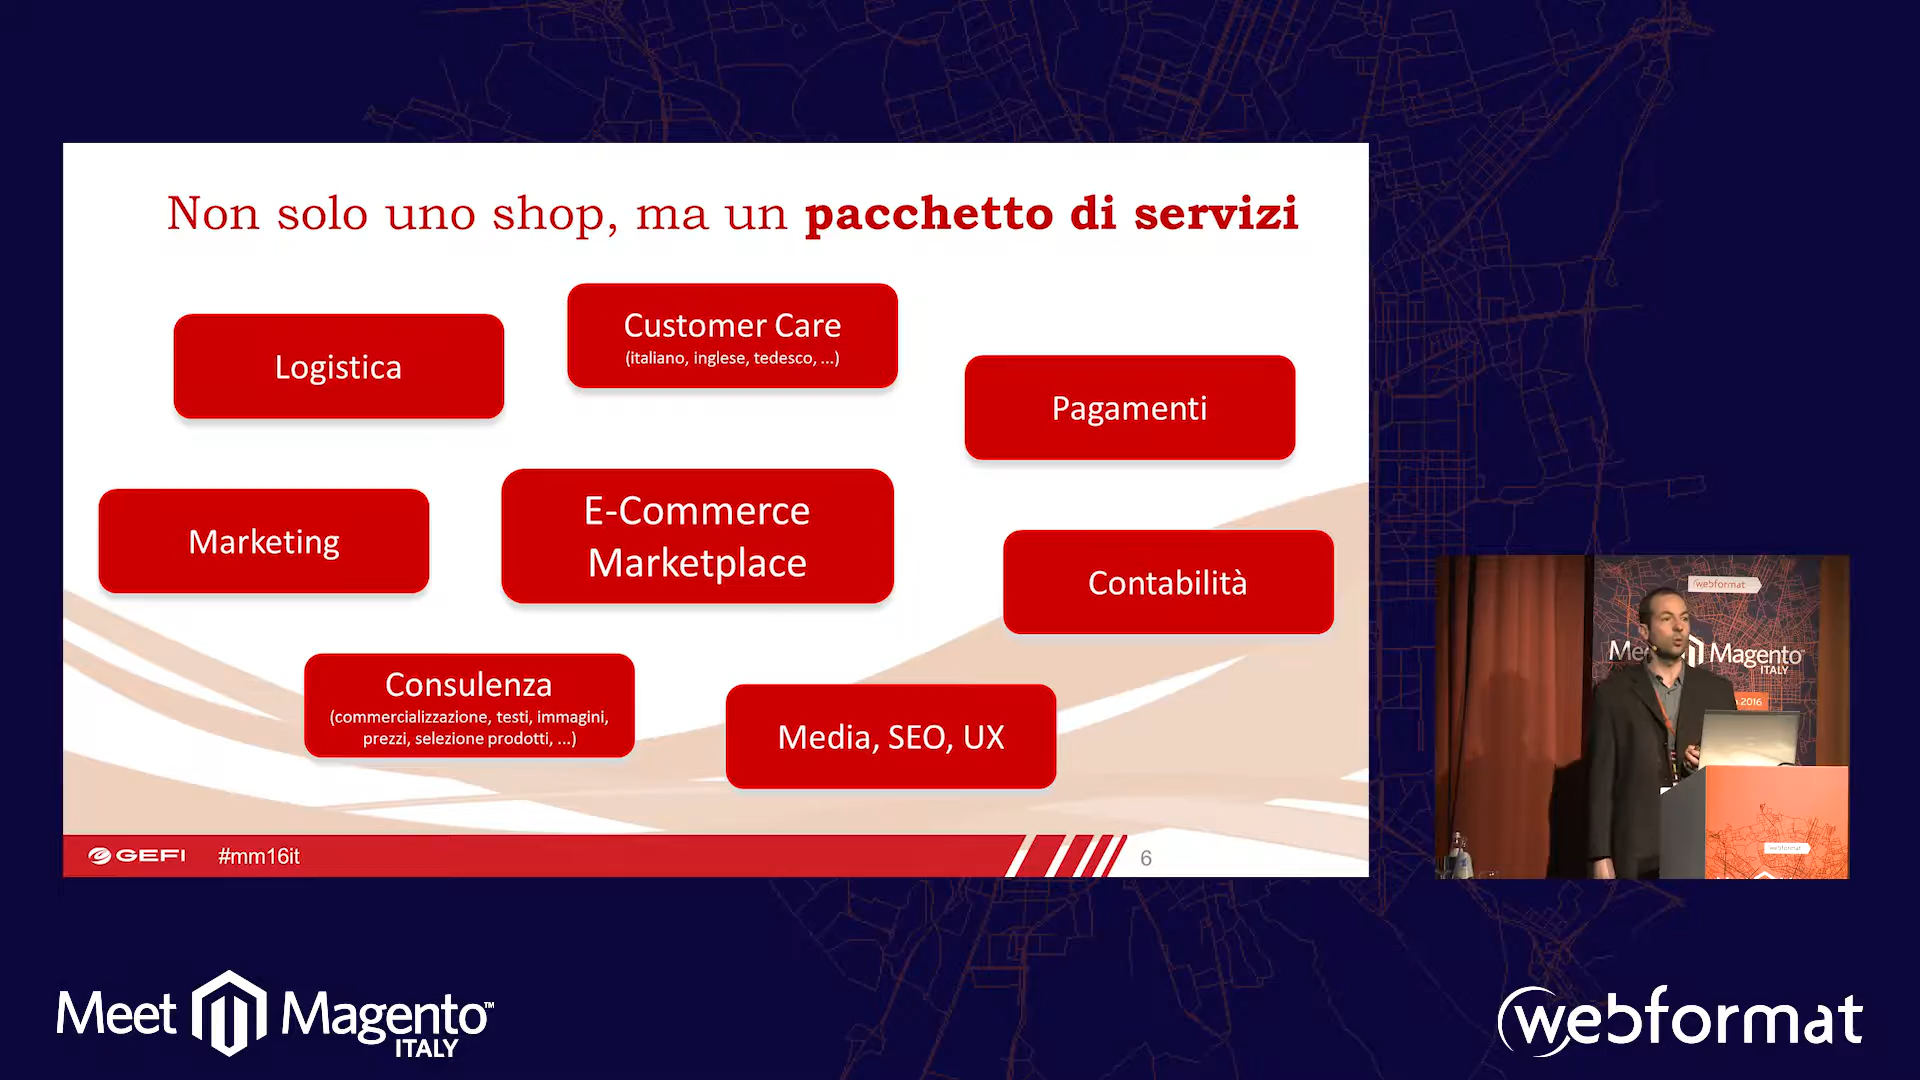 Non solo uno shop, ma un pacchetto di servizi
Logistica
Customer Care
(italiano, inglese, tedesco, ...)
Pagamenti
Marketing
E-Commerce
Marketplace
Contabilità
Consulenza
(commercializzazione, testi, immagini,
prezzi, selezione prodotti, ...)
Media, SEO, UX
GEFI
#mm16it
6
webformat
Magento
ITALY
.2016
webformat
Meet Magento™
ITALY
webformat